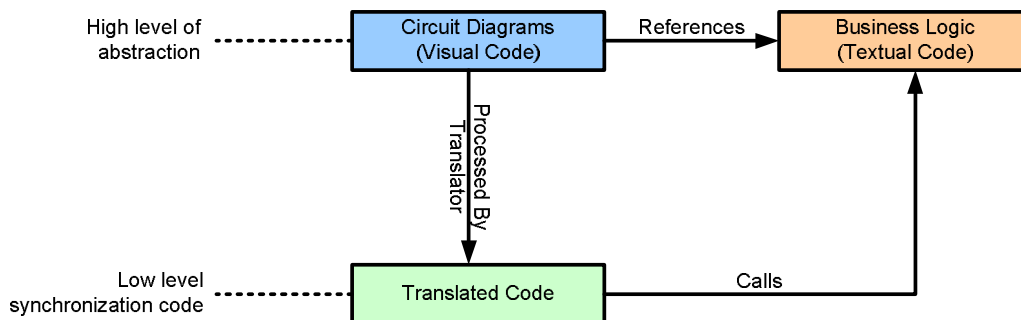 High level of
abstraction
Circuit Diagrams
(Visual Code)
References
Business Logic
(Textual Code)
Processed By
Translator
Low level
synchronization code
Translated Code
Calls